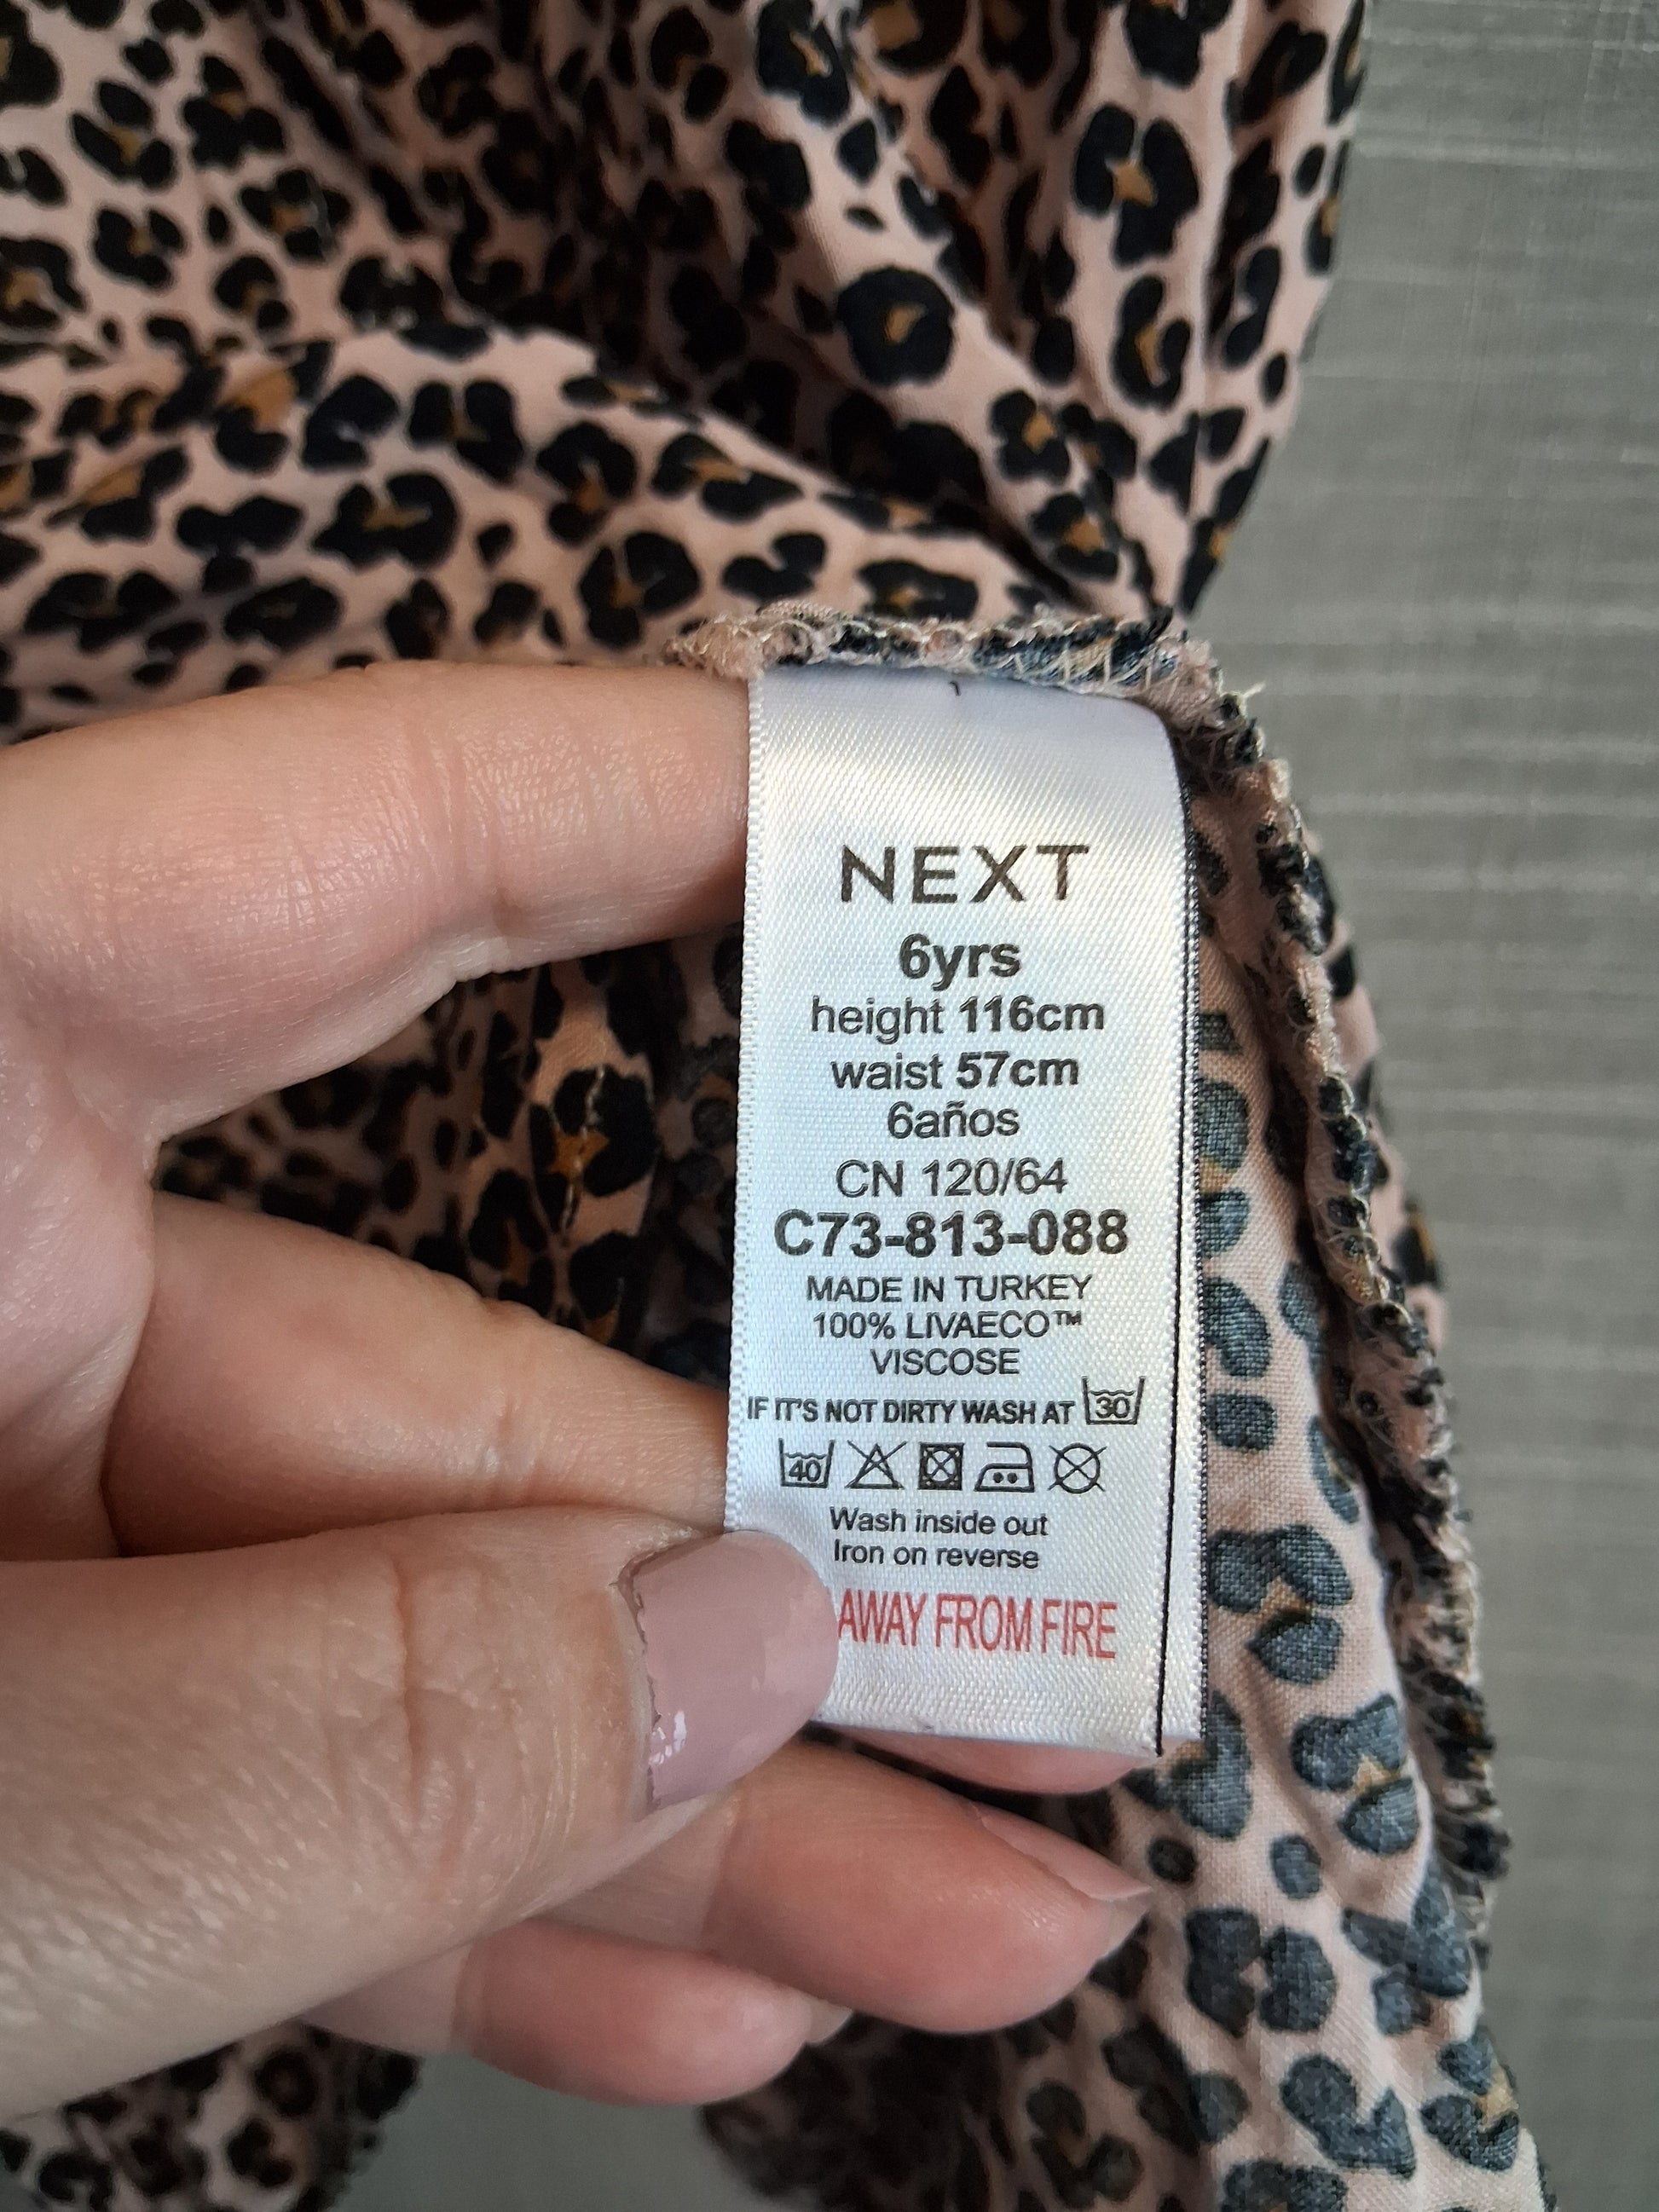 NEXT
6yrs
height 116cm
waist 57cm
6años
CN 120/64
C73-813-088
MADE IN TURKEY
100% LIVAECO™
VISCOSE
IF IT'S NOT DIRTY WASH AT 30
40
Wash inside out
Iron on reverse
AWAY FROM FIRE